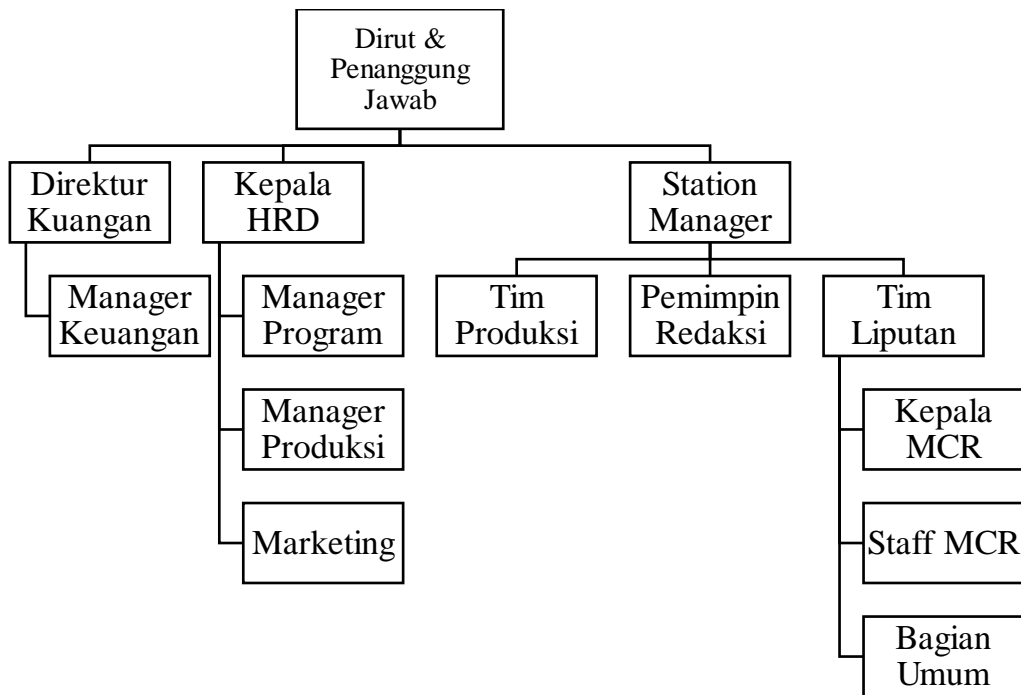 Dirut &
Penanggung
Jawab
Direktur
Kuangan
Kepala
HRD
Station
Manager
Manager
Keuangan
Manager
Program
Tim
Produksi
Pemimpin
Redaksi
Tim
Liputan
Manager
Produksi
Kepala
MCR
Marketing
Staff MCR
Bagian
Umum